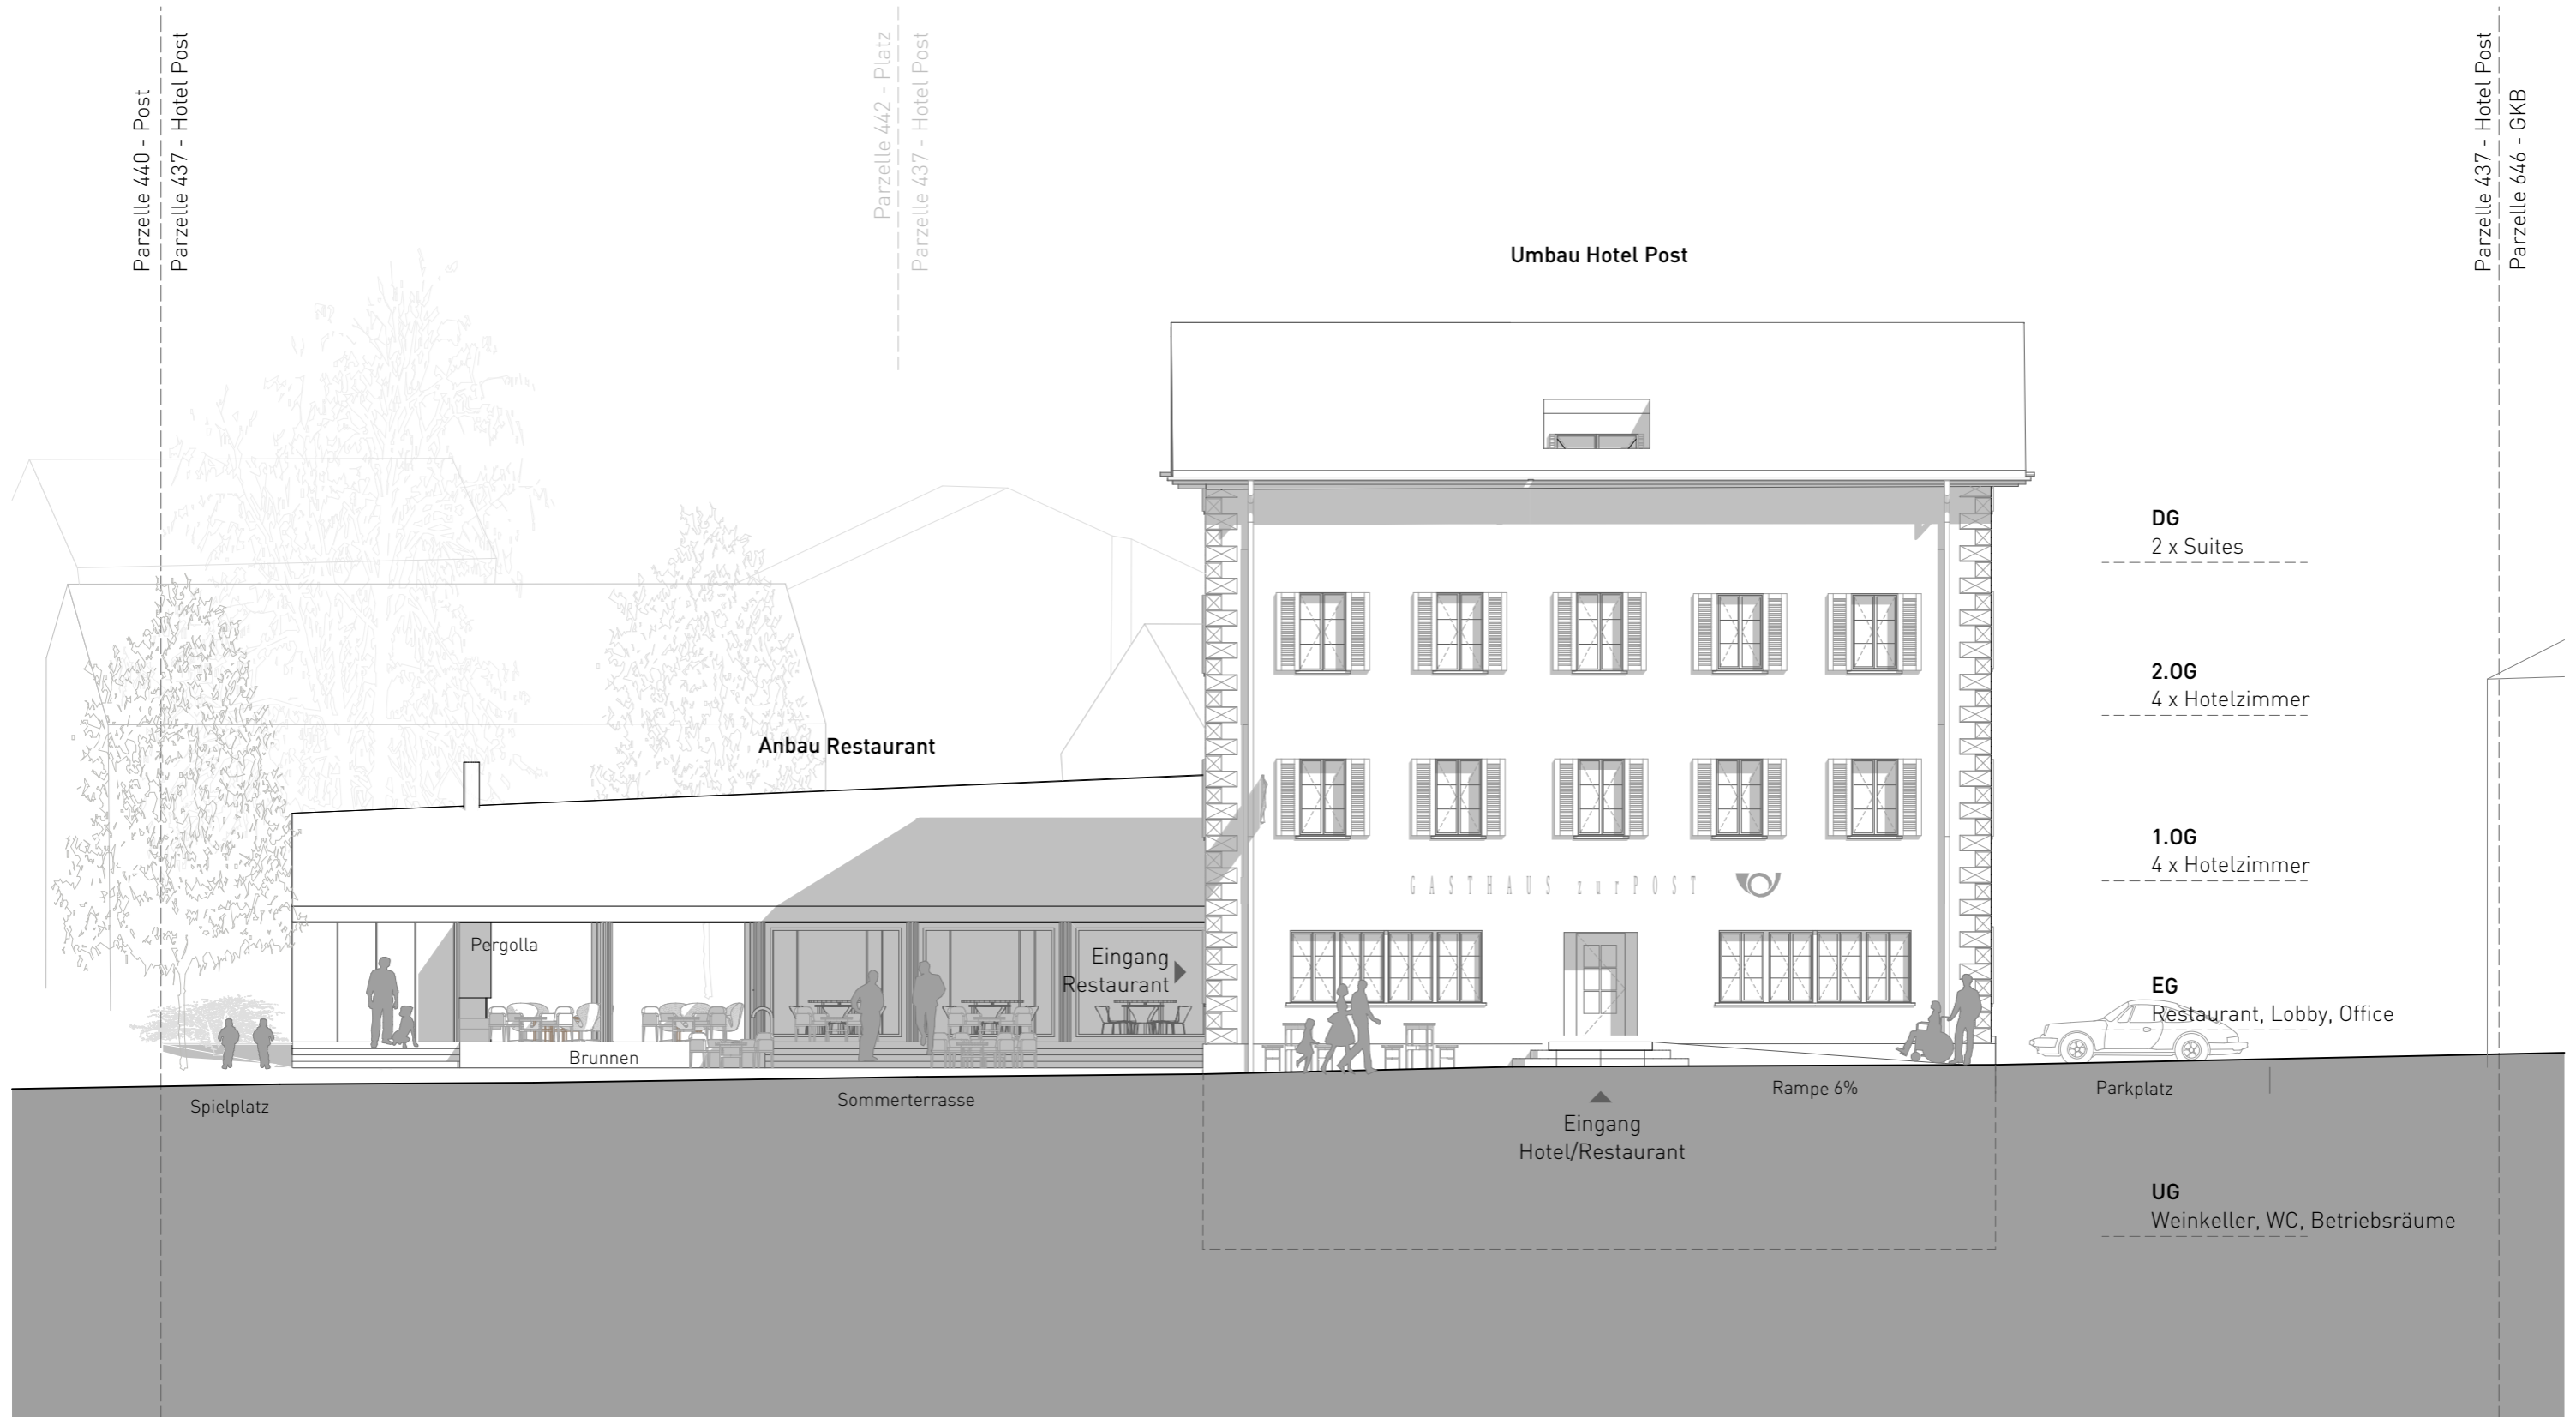 Parzelle 440 - Post
Parzelle 437 - Hotel Post
Parzelle 442 - Platz
Parzelle 437 - Hotel Post
Parzelle 437 - Hotel Post
Parzelle 646 - GKB
Umbau Hotel Post
DG
2 x Suites
2.OG
4 x Hotelzimmer
Anbau Restaurant
1.OG
4 x Hotelzimmer
GASTHAUS zur POST
Pergolla
Eingang
Restaurant
EG
Restaurant, Lobby, Office
Brunnen
Spielplatz
Sommerterrasse
Rampe 6%
Parkplatz
Eingang
Hotel/Restaurant
UG
Weinkeller, WC, Betriebsräume